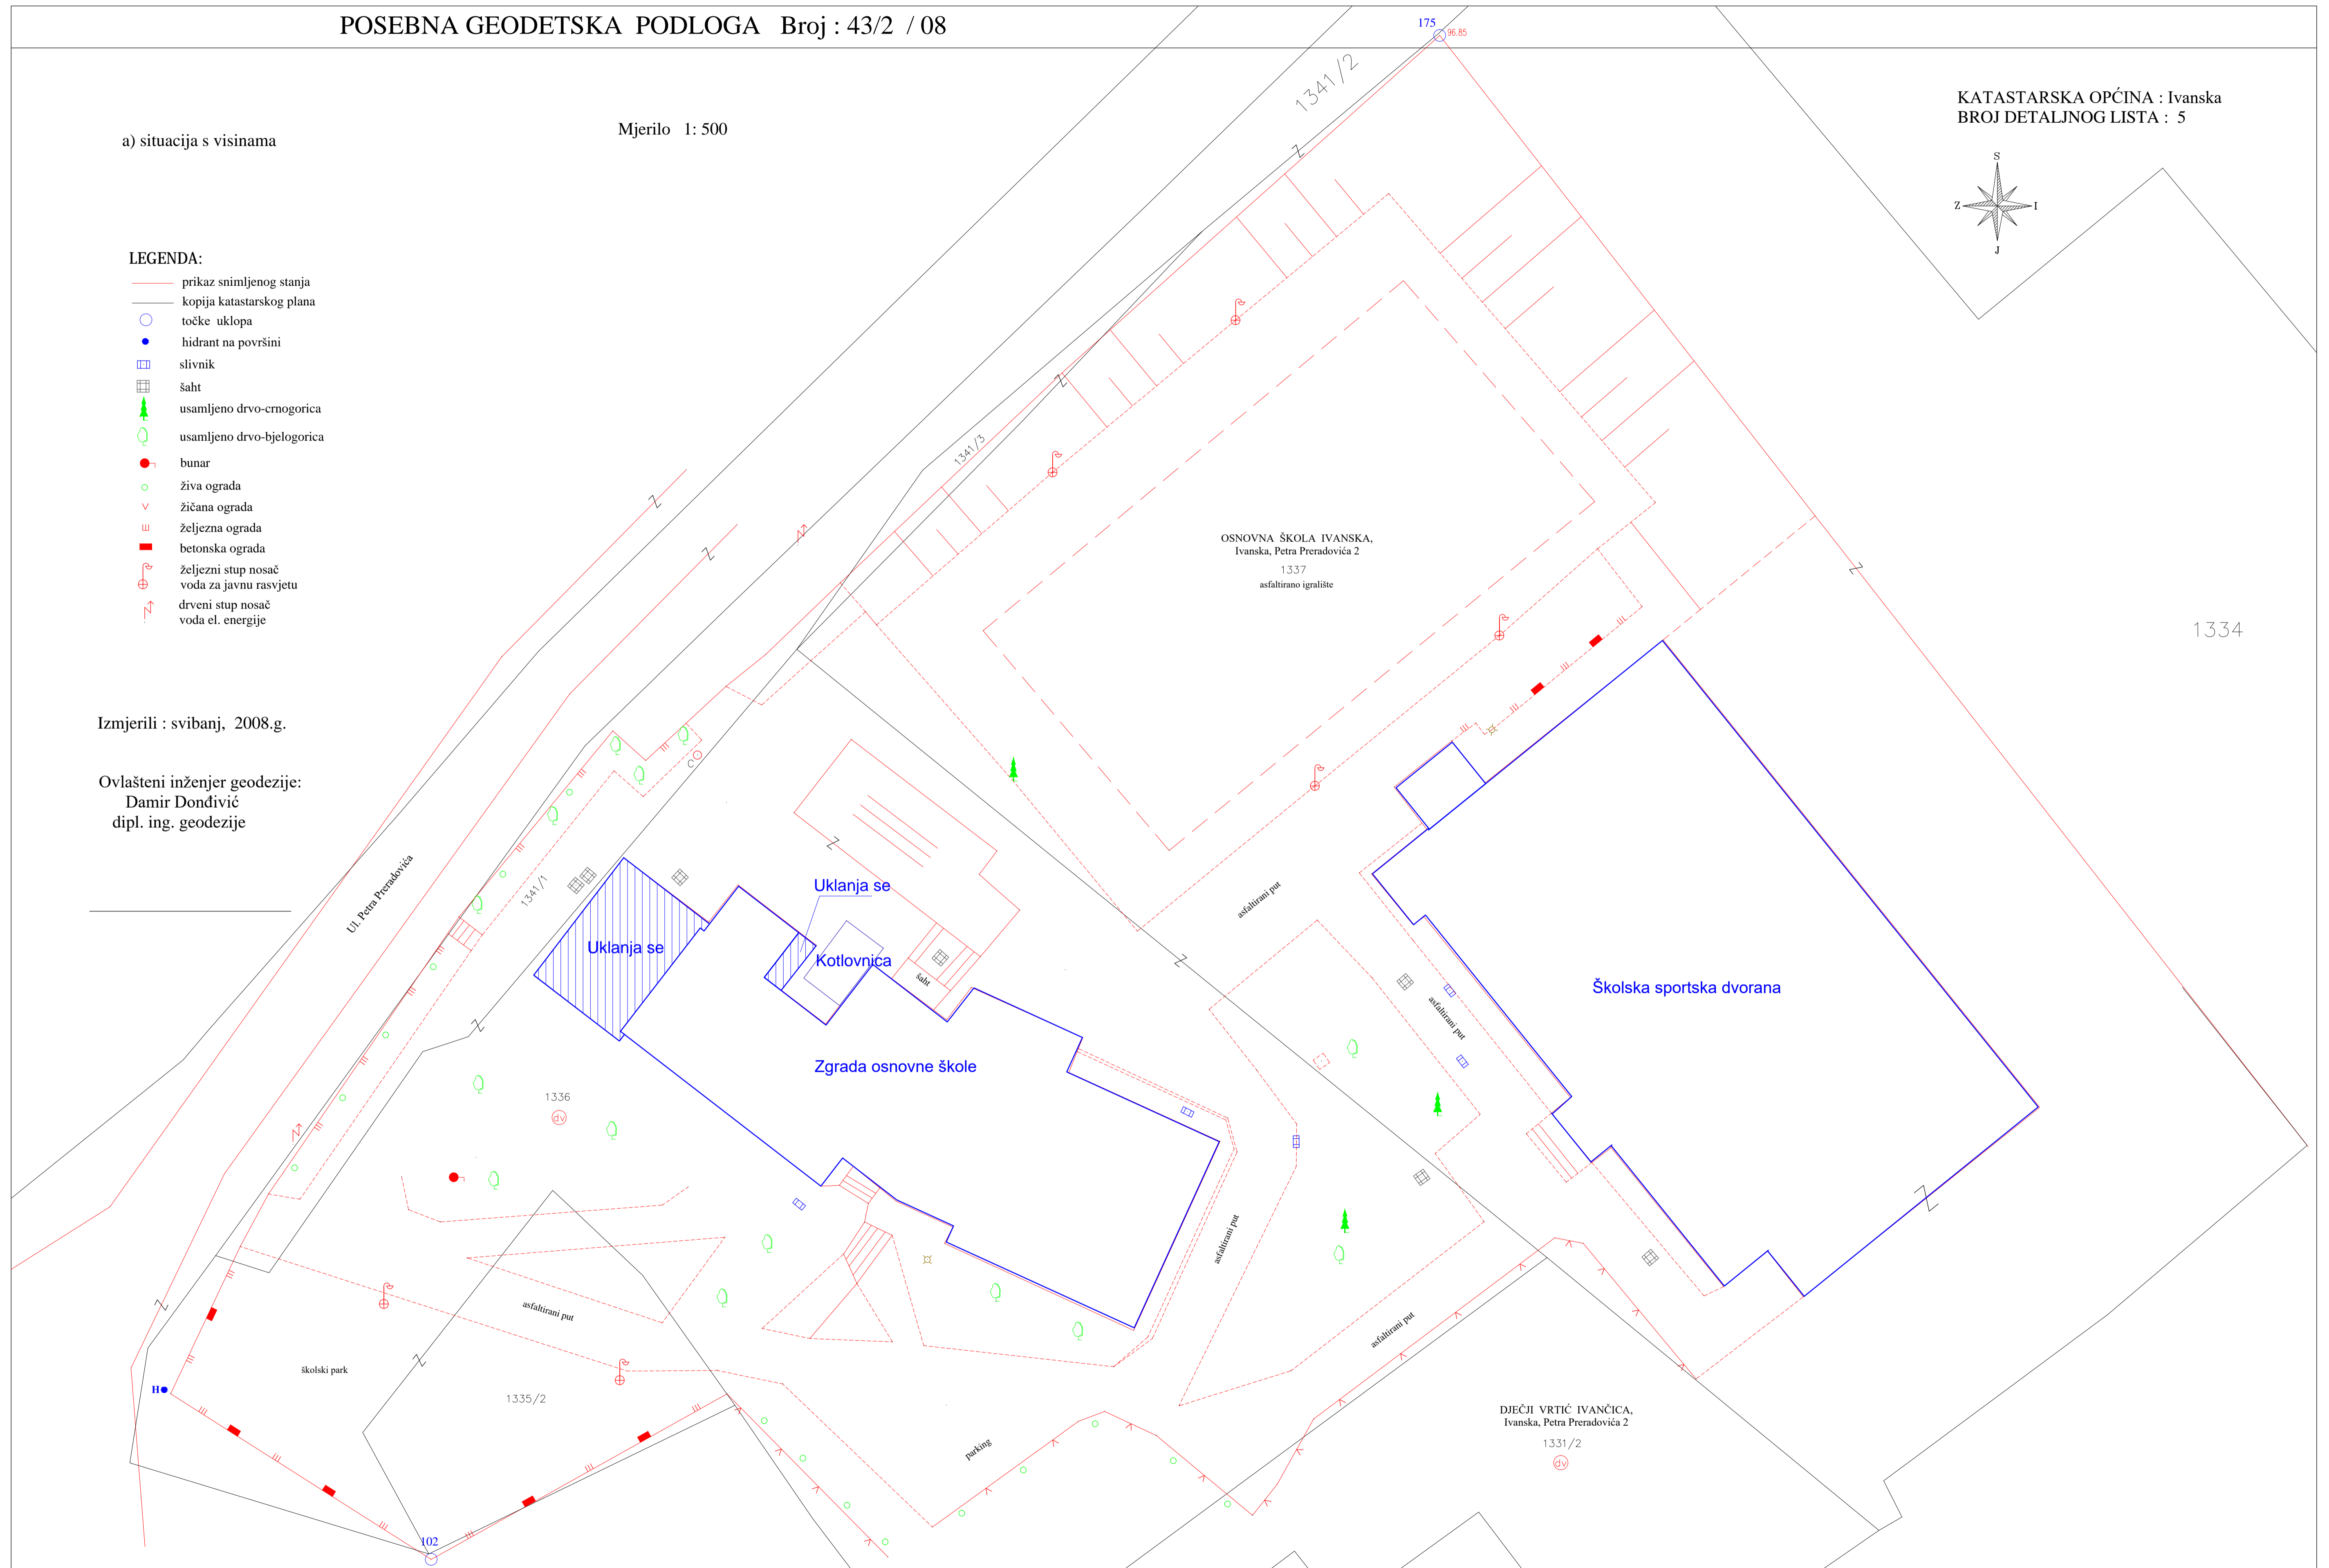 POSEBNA GEODETSKA PODLOGA Broj : 43/2 / 08
175
96.85
1341/2
KATASTARSKA OPĆINA : Ivanska
BROJ DETALJNOG LISTA : 5
Mjerilo 1: 500
a) situacija s visinama
S
Z
I
J
LEGENDA:
prikaz snimljenog stanja
kopija katastarskog plana
točke uklopa
hidrant na površini
slivnik
šaht
usamljeno drvo-crnogorica
usamljeno drvo-bjelogorica
bunar
živa ograda
žičana ograda
željezna ograda
betonska ograda
željezni stup nosač
voda za javnu rasvjetu
drveni stup nosač
voda el. energije
1341/3
OSNOVNA ŠKOLA IVANSKA,
Ivanska, Petra Preradovića 2
1337
asfaltirano igralište
1334
Izmjerili : svibanj, 2008.g.
Ovlašteni inženjer geodezije:
Damir Donđivić
dipl. ing. geodezije
C
Ul. Petra Preradovića
1341/1
Uklanja se
Uklanja se
Kotlovnica
šaht
asfaltirani put
asfaltirani put
Školska sportska dvorana
Zgrada osnovne škole
1336
dv
asfaltirani put
asfaltirani put
asfaltirani put
školski park
H
1335/2
parking
DJEČJI VRTIĆ IVANČICA,
Ivanska, Petra Preradovića 2
1331/2
dv
102